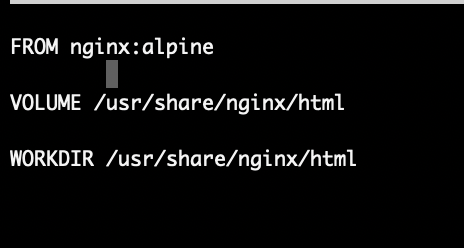 FROM nginx:alpine
VOLUME /usr/share/nginx/html
WORKDIR /usr/share/nginx/html